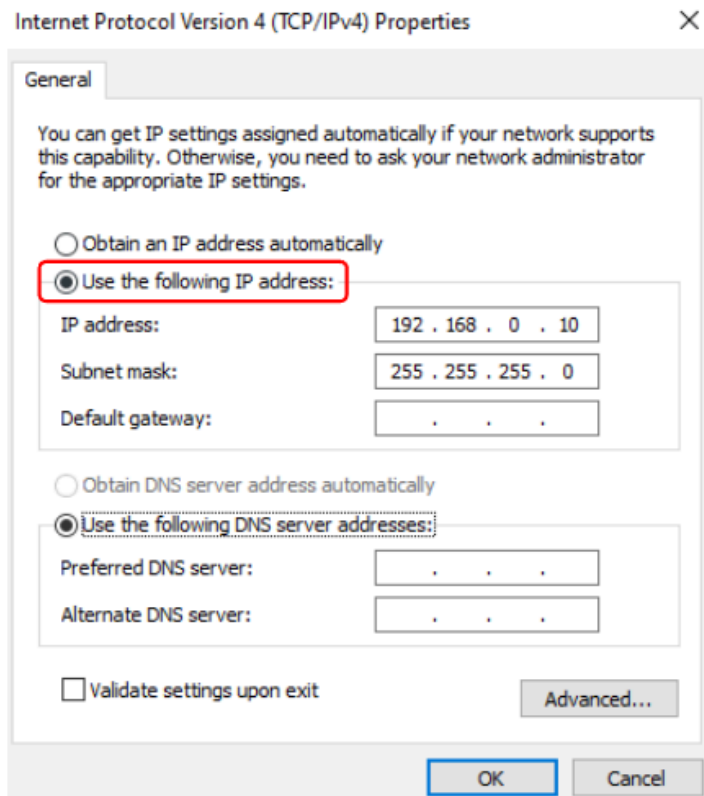 Internet Protocol Version 4 (TCP/IPv4) Properties
General
You can get IP settings assigned automatically if your network supports
this capability. Otherwise, you need to ask your network administrator
for the appropriate IP settings.
Obtain an IP address automatically
Use the following IP address:
IP address: 192 . 168 . 0 . 10
Subnet mask: 255 . 255 . 255 . 0
Default gateway: . . .
Obtain DNS server address automatically
Use the following DNS server addresses:
Preferred DNS server: . . .
Alternate DNS server: . . .
Validate settings upon exit
Advanced...
OK Cancel